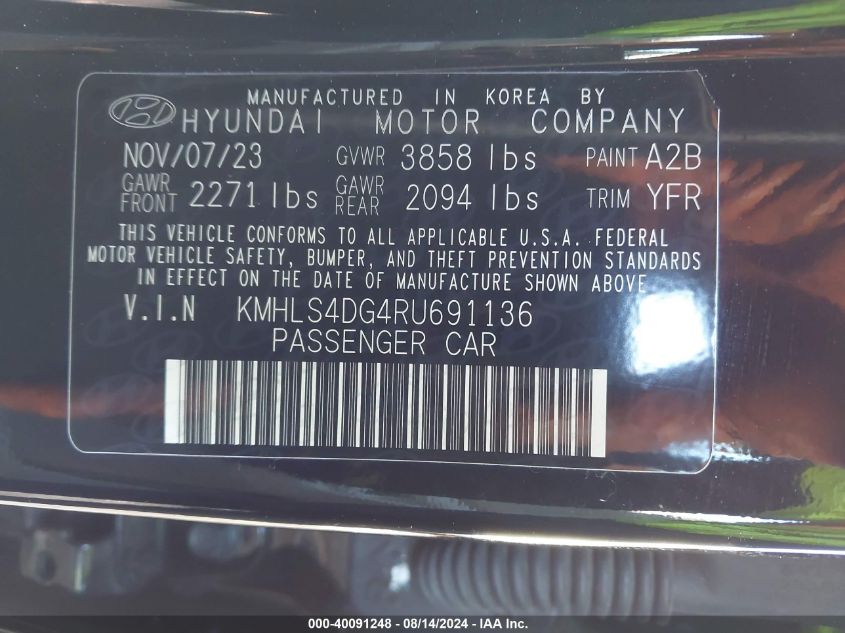 MANUFACTURED IN KOREA BY
HYUNDAI MOTOR COMPANY
NOV/07/23 GVWR 3858 lbs PAINT A2B
GAWR FRONT 2271 lbs GAWR REAR 2094 lbs TRIM YFR
THIS VEHICLE CONFORMS TO ALL APPLICABLE U.S.A. FEDERAL
MOTOR VEHICLE SAFETY, BUMPER, AND THEFT PREVENTION STANDARDS
IN EFFECT ON THE DATE OF MANUFACTURE SHOWN ABOVE
V.I.N KMHLS4DG4RU691136
PASSENGER CAR
000-40091248 - 08/14/2024 - IAA Inc.